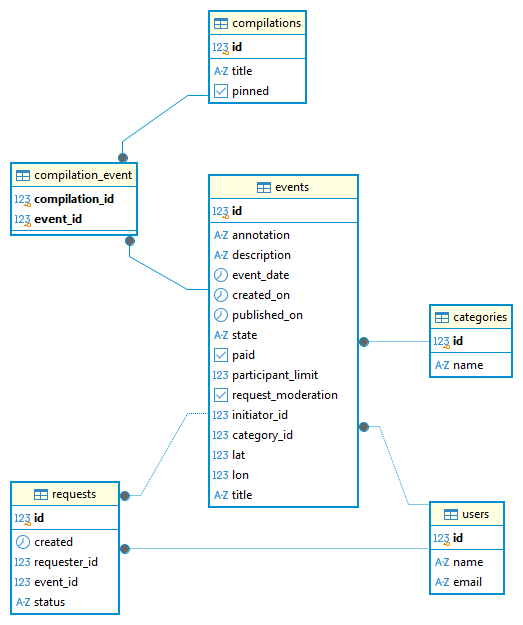 compilations
123 id
A-Z title
pinned
compilation_event
123 compilation_id
123 event_id
events
123 id
A-Z annotation
A-Z description
event_date
created_on
published_on
A-Z state
paid
123 participant_limit
request_moderation
123 initiator_id
123 category_id
123 lat
123 lon
A-Z title
categories
123 id
A-Z name
requests
123 id
created
123 requester_id
123 event_id
A-Z status
users
123 id
A-Z name
A-Z email